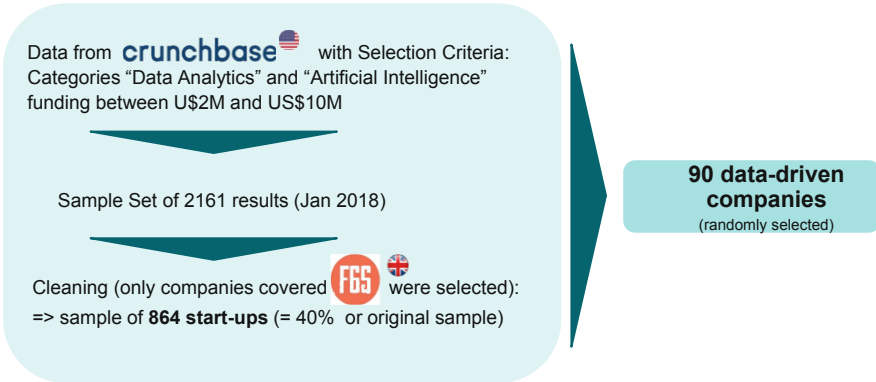 Data from crunchbase with Selection Criteria:
Categories “Data Analytics” and “Artificial Intelligence”
funding between U$2M and US$10M
Sample Set of 2161 results (Jan 2018)
Cleaning (only companies covered F6S were selected):
=> sample of 864 start-ups (= 40% or original sample)
90 data-driven
companies
(randomly selected)